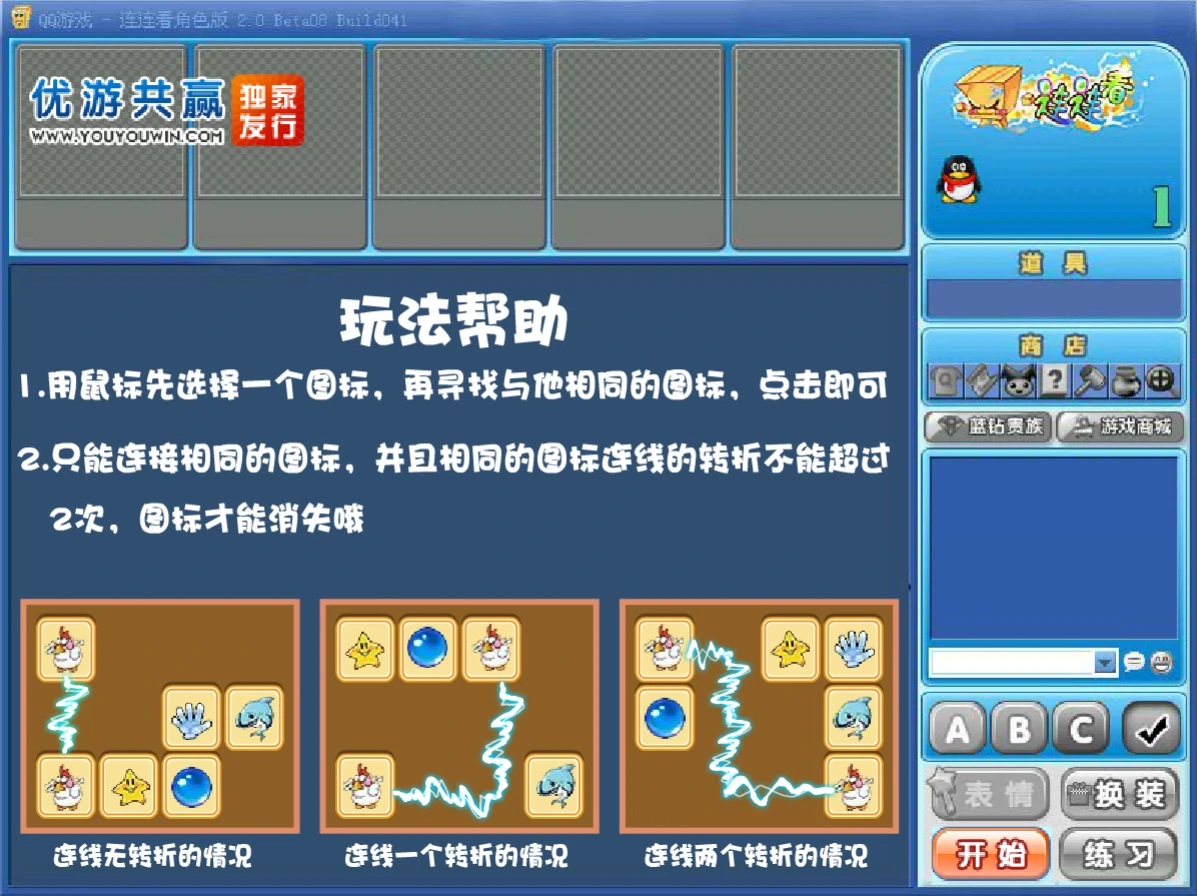 QQ游戏 - 连连看角色版 2.0 Beta08 Build041
优游共赢
WWW.YOUYOUWIN.COM
独家
发行
连连看
1
道 具
商 店
?
蓝钻贵族
游戏商城
玩法帮助
1.用鼠标先选择一个图标，再寻找与他相同的图标，点击即可
2.只能连接相同的图标，并且相同的图标连线的转折不能超过
2次，图标才能消失哦
连线无转折的情况
连线一个转折的情况
连线两个转折的情况
A B C
表 情
换 装
开 始
练 习